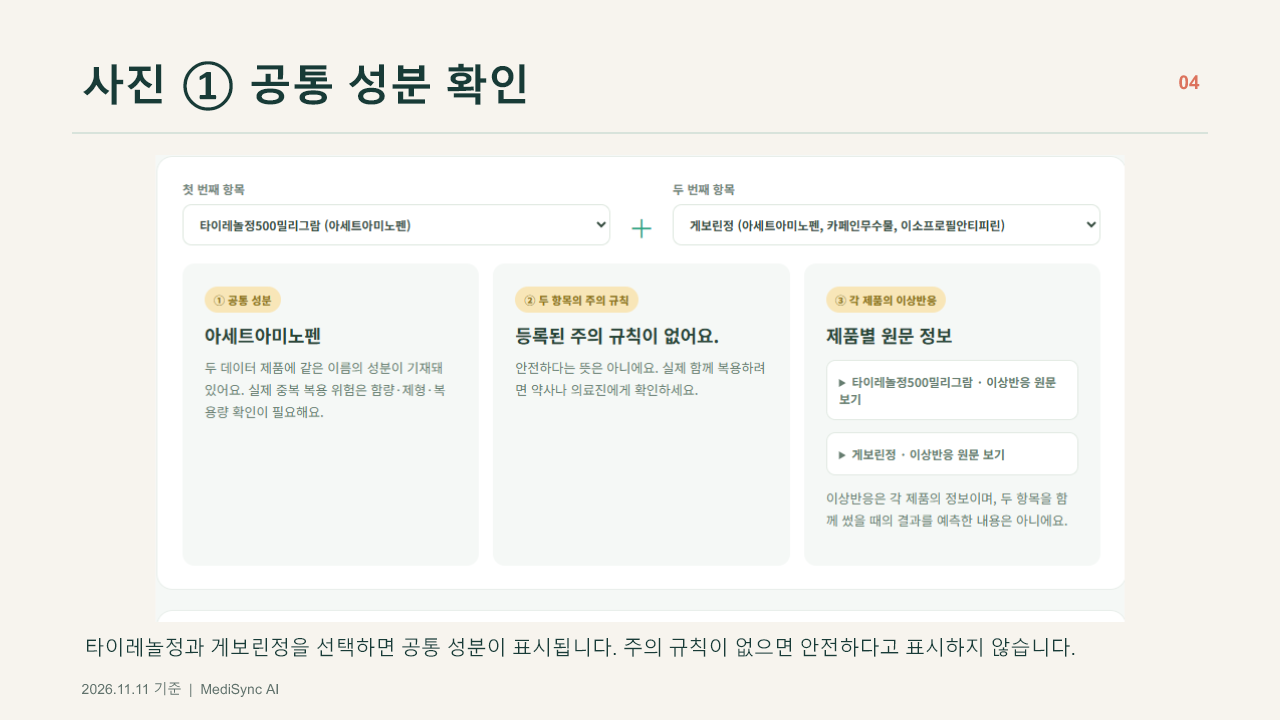 사진 ① 공통 성분 확인
04
첫 번째 항목
두 번째 항목
타이레놀정500밀리그람 (아세트아미노펜)
+
게보린정 (아세트아미노펜, 카페인무수물, 이소프로필안티피린)
① 공통 성분
아세트아미노펜
두 데이터 제품에 같은 이름의 성분이 기재돼
있어요. 실제 중복 복용 위험은 함량·제형·복
용량 확인이 필요해요.
② 두 항목의 주의 규칙
등록된 주의 규칙이 없어요.
안전하다는 뜻은 아니에요. 실제 함께 복용하려
면 약사나 의료진에게 확인하세요.
③ 각 제품의 이상반응
제품별 원문 정보
▶ 타이레놀정500밀리그람 · 이상반응 원문
보기
▶ 게보린정 · 이상반응 원문 보기
이상반응은 각 제품의 정보이며, 두 항목을 함
께 썼을 때의 결과를 예측한 내용은 아니에요.
타이레놀정과 게보린정을 선택하면 공통 성분이 표시됩니다. 주의 규칙이 없으면 안전하다고 표시하지 않습니다.
2026.11.11 기준 | MediSync AI